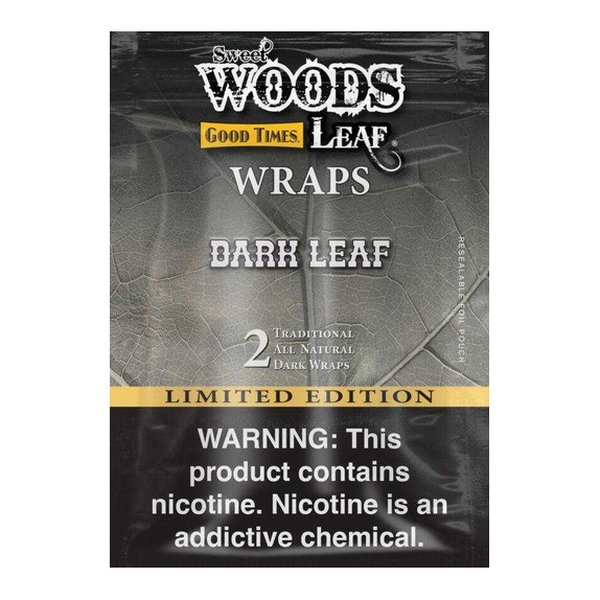 Sweet
WOODS
GOOD TIMES® LEAF®
WRAPS
DARK LEAF
RESEALABLE FOIL POUCH
2 TRADITIONAL
ALL NATURAL
DARK WRAPS
LIMITED EDITION
WARNING: This
product contains
nicotine. Nicotine is an
addictive chemical.